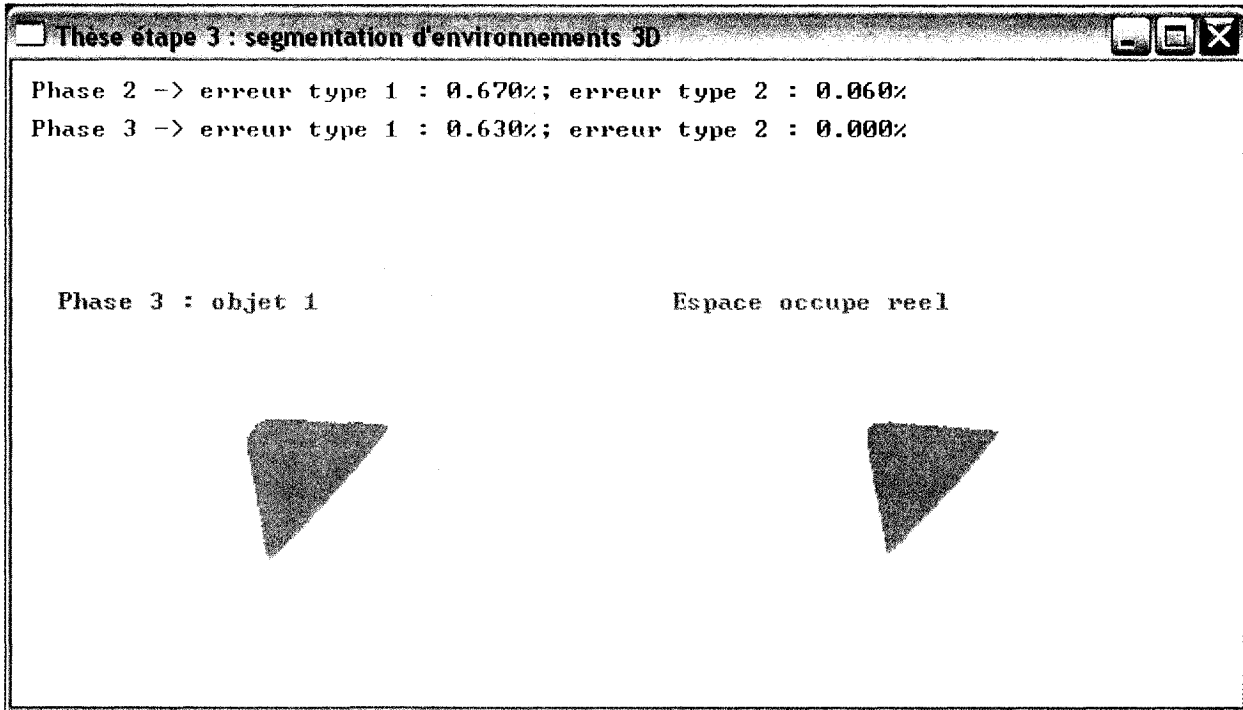 Thèse étape 3 : segmentation d'environnements 3D
Phase 2 -> erreur type 1 : 0.670%; erreur type 2 : 0.060%
Phase 3 -> erreur type 1 : 0.630%; erreur type 2 : 0.000%
Phase 3 : objet 1 Espace occupe reel